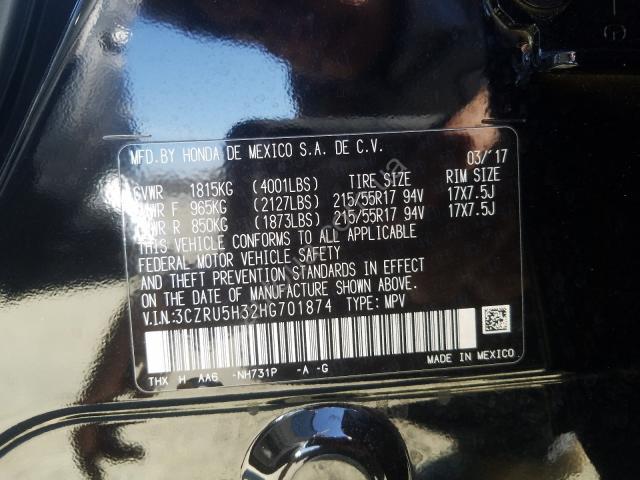 MFD.BY HONDA DE MEXICO S.A. DE C.V. 03/'17
GVWR 1815KG (4001LBS) TIRE SIZE RIM SIZE
GAWR F 965KG (2127LBS) 215/55R17 94V 17X7.5J
GAWR R 850KG (1873LBS) 215/55R17 94V 17X7.5J
THIS VEHICLE CONFORMS TO ALL APPLICABLE
FEDERAL MOTOR VEHICLE SAFETY
AND THEFT PREVENTION STANDARDS IN EFFECT
ON THE DATE OF MANUFACTURE SHOWN ABOVE.
V.I.N:3CZRU5H32HG701874 TYPE: MPV
THX H AA6 -NH731P -A -G MADE IN MEXICO